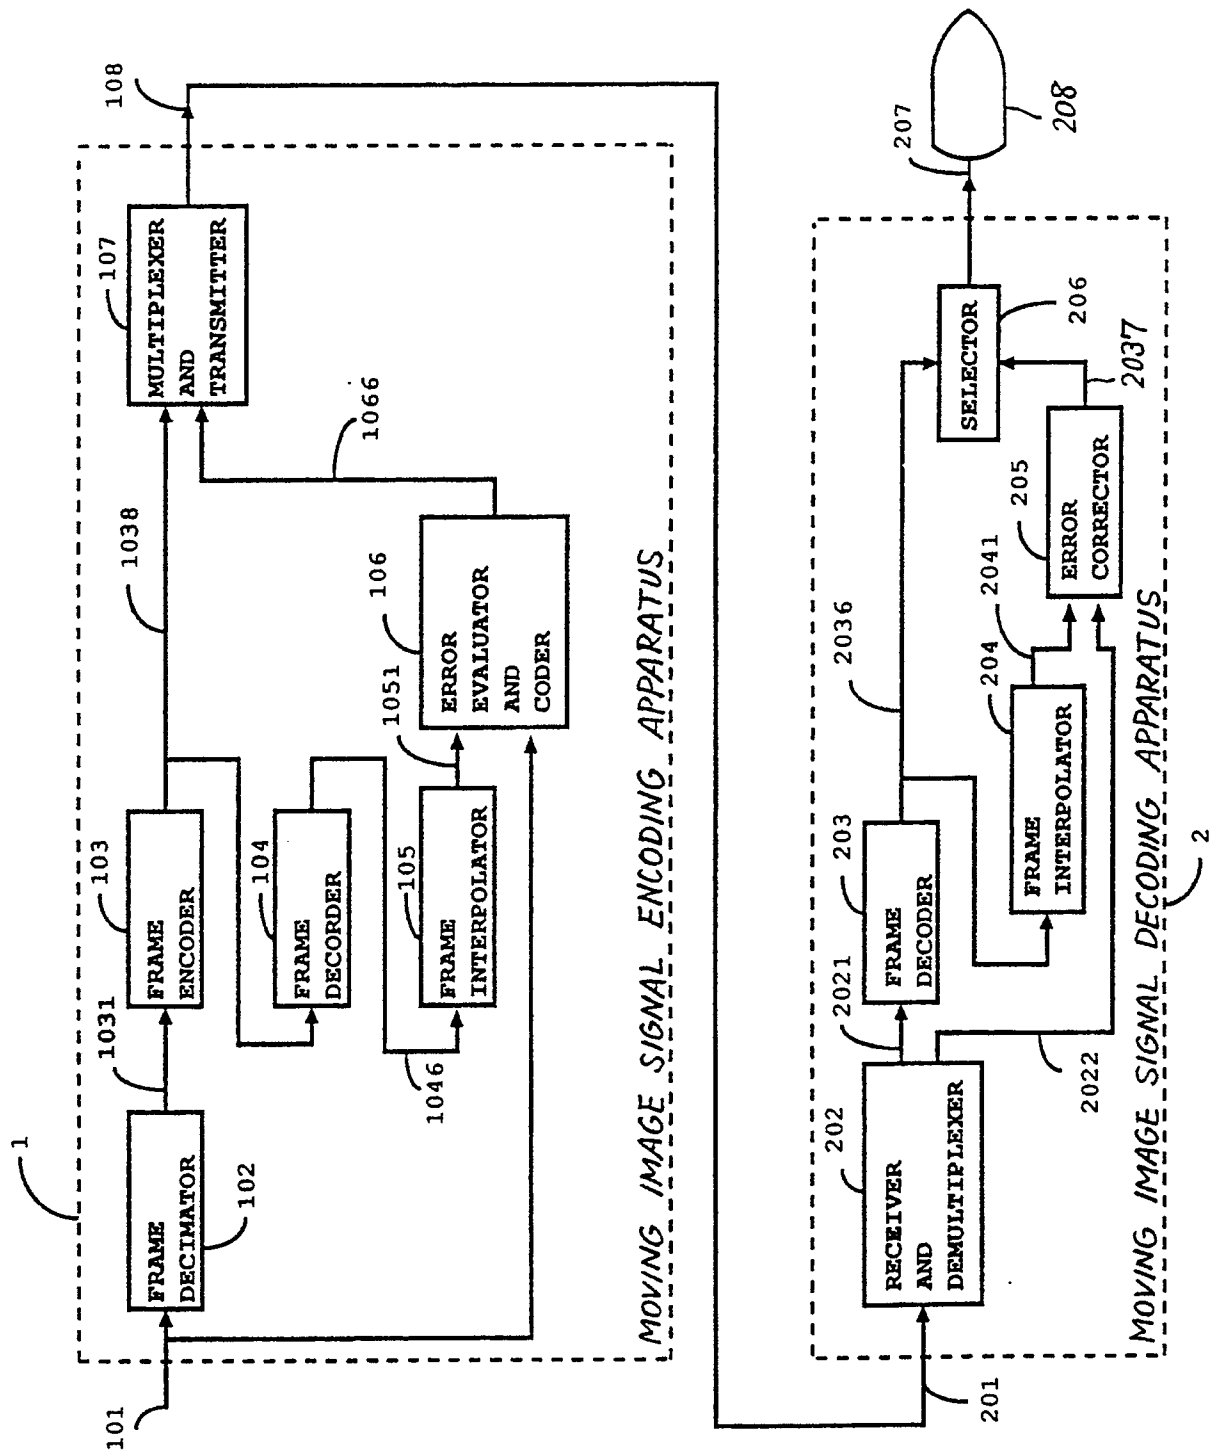 1
101
FRAME
DECIMATOR
102
1031
FRAME
ENCODER
103
1038
MULTIPLEXER
AND
TRANSMITTER
107
108
FRAME
DECORDER
104
1046
FRAME
INTERPOLATOR
105
1051
ERROR
EVALUATOR
AND
CODER
106
1066
MOVING IMAGE SIGNAL ENCODING APPARATUS
201
RECEIVER
AND
DEMULTIPLEXER
202
2021
2022
FRAME
DECODER
203
2036
FRAME
INTERPOLATOR
204
2041
ERROR
CORRECTOR
205
2037
SELECTOR
206
207
208
MOVING IMAGE SIGNAL DECODING APPARATUS
2